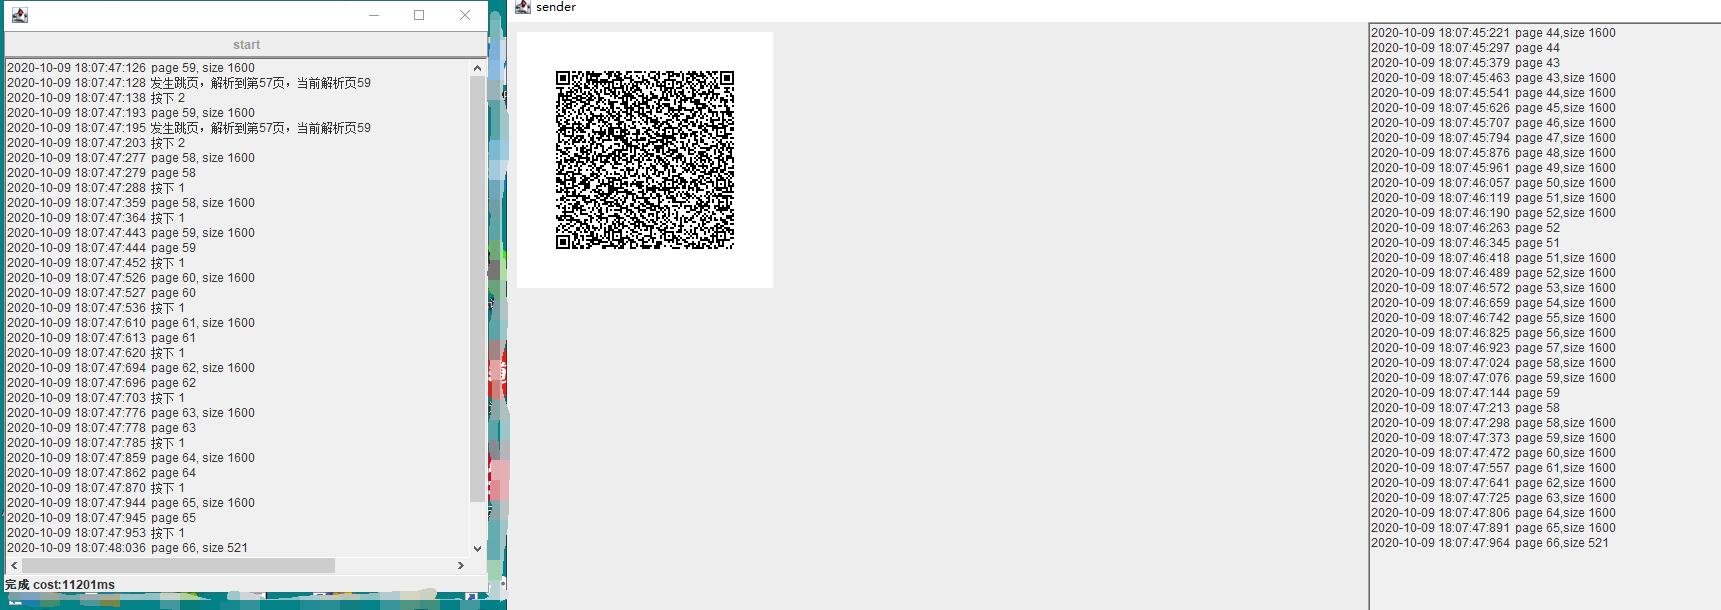 start
2020-10-09 18:07:47:126 page 59, size 1600
2020-10-09 18:07:47:128 发生跳页，解析到第57页，当前解析页59
2020-10-09 18:07:47:138 按下 2
2020-10-09 18:07:47:193 page 59, size 1600
2020-10-09 18:07:47:195 发生跳页，解析到第57页，当前解析页59
2020-10-09 18:07:47:203 按下 2
2020-10-09 18:07:47:277 page 58, size 1600
2020-10-09 18:07:47:279 page 58
2020-10-09 18:07:47:288 按下 1
2020-10-09 18:07:47:359 page 58, size 1600
2020-10-09 18:07:47:364 按下 1
2020-10-09 18:07:47:443 page 59, size 1600
2020-10-09 18:07:47:444 page 59
2020-10-09 18:07:47:452 按下 1
2020-10-09 18:07:47:526 page 60, size 1600
2020-10-09 18:07:47:527 page 60
2020-10-09 18:07:47:536 按下 1
2020-10-09 18:07:47:610 page 61, size 1600
2020-10-09 18:07:47:613 page 61
2020-10-09 18:07:47:620 按下 1
2020-10-09 18:07:47:694 page 62, size 1600
2020-10-09 18:07:47:696 page 62
2020-10-09 18:07:47:703 按下 1
2020-10-09 18:07:47:776 page 63, size 1600
2020-10-09 18:07:47:778 page 63
2020-10-09 18:07:47:785 按下 1
2020-10-09 18:07:47:859 page 64, size 1600
2020-10-09 18:07:47:862 page 64
2020-10-09 18:07:47:870 按下 1
2020-10-09 18:07:47:944 page 65, size 1600
2020-10-09 18:07:47:945 page 65
2020-10-09 18:07:47:953 按下 1
2020-10-09 18:07:48:036 page 66, size 521
完成 cost:11201ms
sender
2020-10-09 18:07:45:221 page 44,size 1600
2020-10-09 18:07:45:297 page 44
2020-10-09 18:07:45:379 page 43
2020-10-09 18:07:45:463 page 43,size 1600
2020-10-09 18:07:45:541 page 44,size 1600
2020-10-09 18:07:45:626 page 45,size 1600
2020-10-09 18:07:45:707 page 46,size 1600
2020-10-09 18:07:45:794 page 47,size 1600
2020-10-09 18:07:45:876 page 48,size 1600
2020-10-09 18:07:45:961 page 49,size 1600
2020-10-09 18:07:46:057 page 50,size 1600
2020-10-09 18:07:46:119 page 51,size 1600
2020-10-09 18:07:46:190 page 52,size 1600
2020-10-09 18:07:46:263 page 52
2020-10-09 18:07:46:345 page 51
2020-10-09 18:07:46:418 page 51,size 1600
2020-10-09 18:07:46:489 page 52,size 1600
2020-10-09 18:07:46:572 page 53,size 1600
2020-10-09 18:07:46:659 page 54,size 1600
2020-10-09 18:07:46:742 page 55,size 1600
2020-10-09 18:07:46:825 page 56,size 1600
2020-10-09 18:07:46:923 page 57,size 1600
2020-10-09 18:07:47:024 page 58,size 1600
2020-10-09 18:07:47:076 page 59,size 1600
2020-10-09 18:07:47:144 page 59
2020-10-09 18:07:47:213 page 58
2020-10-09 18:07:47:298 page 58,size 1600
2020-10-09 18:07:47:373 page 59,size 1600
2020-10-09 18:07:47:472 page 60,size 1600
2020-10-09 18:07:47:557 page 61,size 1600
2020-10-09 18:07:47:641 page 62,size 1600
2020-10-09 18:07:47:725 page 63,size 1600
2020-10-09 18:07:47:806 page 64,size 1600
2020-10-09 18:07:47:891 page 65,size 1600
2020-10-09 18:07:47:964 page 66,size 521